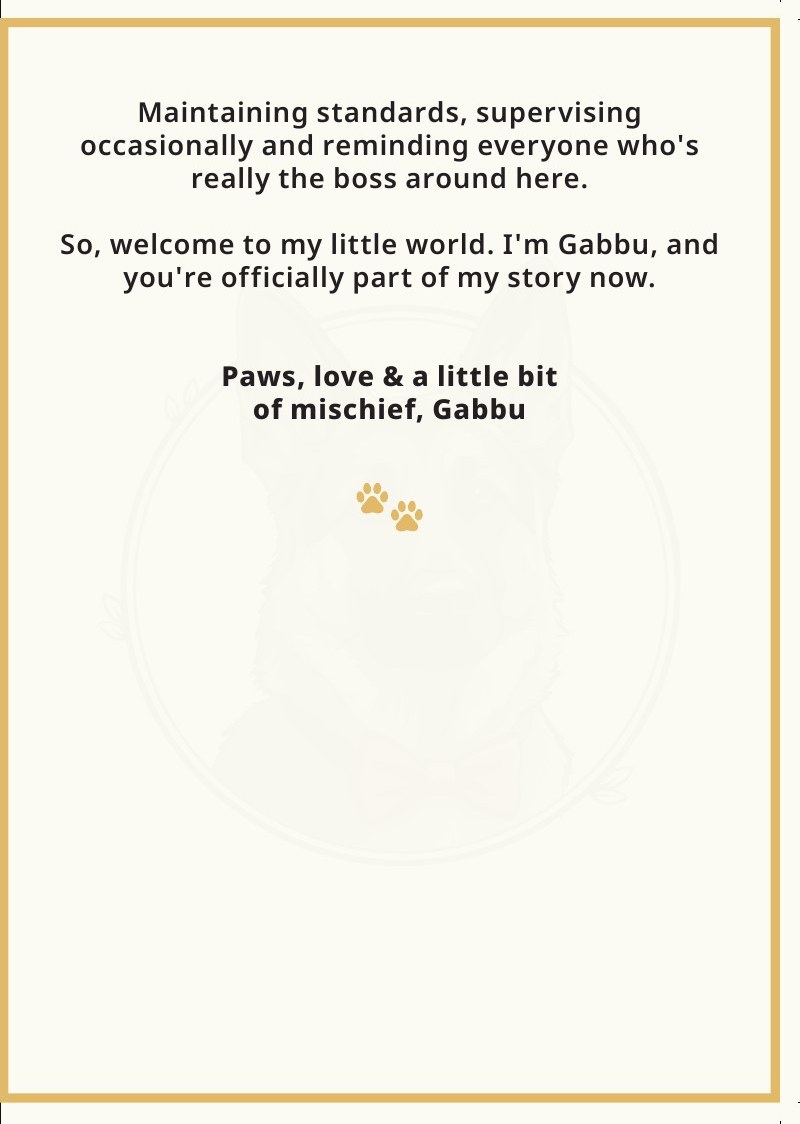 Maintaining standards, supervising
occasionally and reminding everyone who's
really the boss around here.
So, welcome to my little world. I'm Gabbu, and
you're officially part of my story now.
Paws, love & a little bit
of mischief, Gabbu